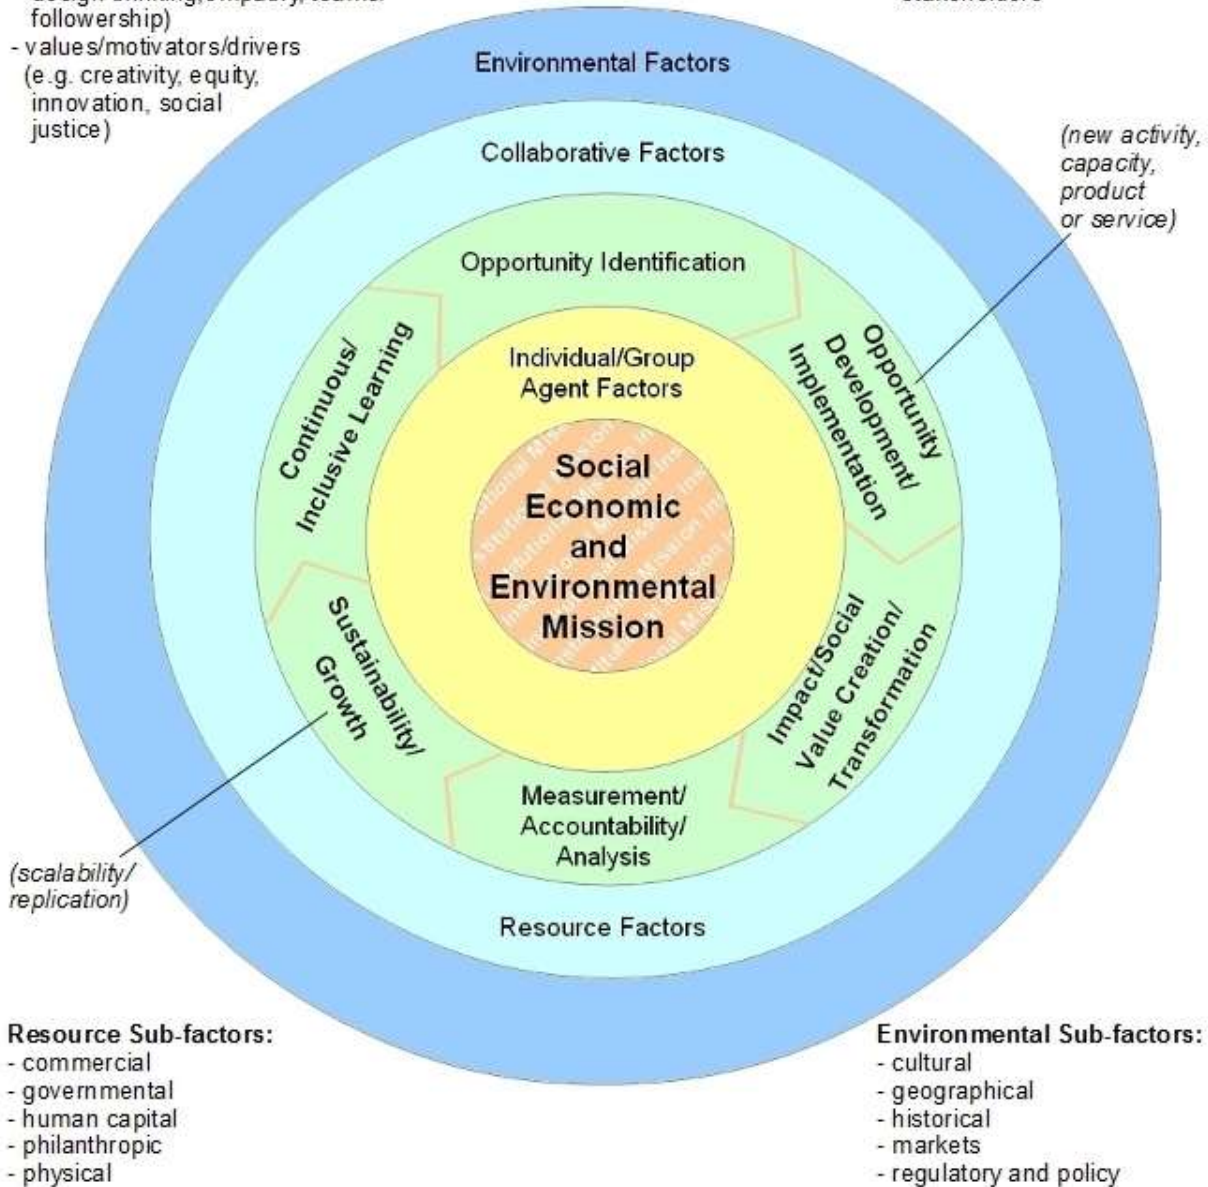 followership)
- values/motivators/drivers
(e.g. creativity, equity,
innovation, social
justice)
Environmental Factors
Collaborative Factors
(new activity,
capacity,
product
or service)
Opportunity Identification
Opportunity
Development/
Implementation
Continuous/
Inclusive Learning
Individual/Group
Agent Factors
Social
Economic
and
Environmental
Mission
Impact/Social
Value Creation/
Transformation
Sustainability/
Growth
Measurement/
Accountability/
Analysis
(scalability/
replication)
Resource Factors
Resource Sub-factors:
- commercial
- governmental
- human capital
- philanthropic
- physical
Environmental Sub-factors:
- cultural
- geographical
- historical
- markets
- regulatory and policy